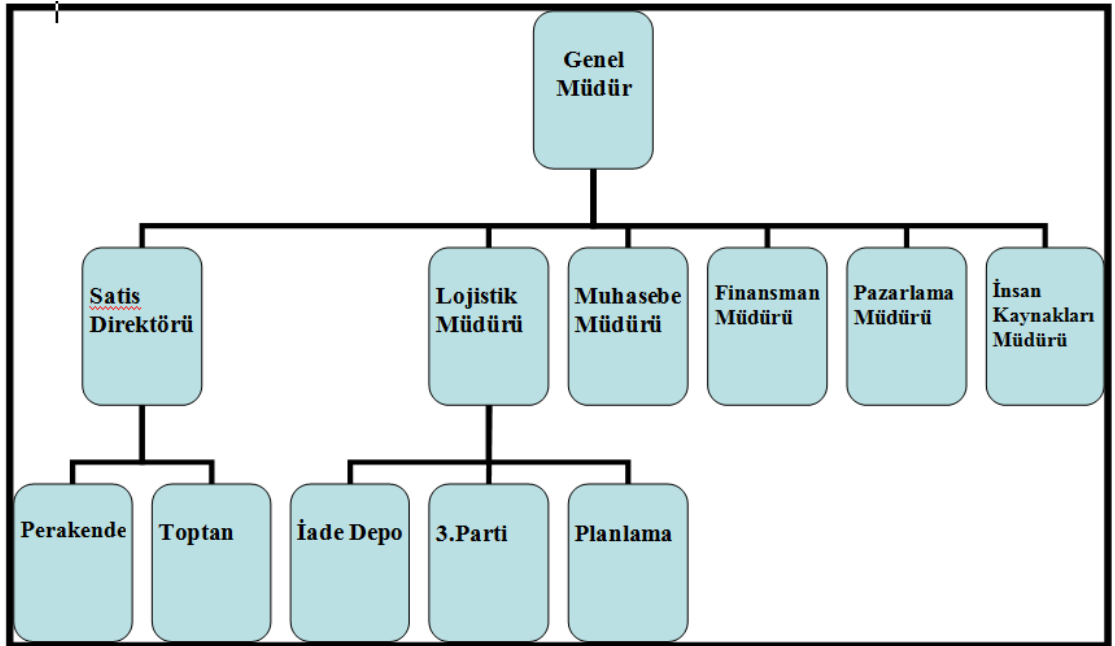 Genel
Müdür
Satis
Direktörü
Lojistik
Müdürü
Muhasebe
Müdürü
Finansman
Müdürü
Pazarlama
Müdürü
İnsan
Kaynakları
Müdürü
Perakende
Toptan
İade Depo
3.Parti
Planlama